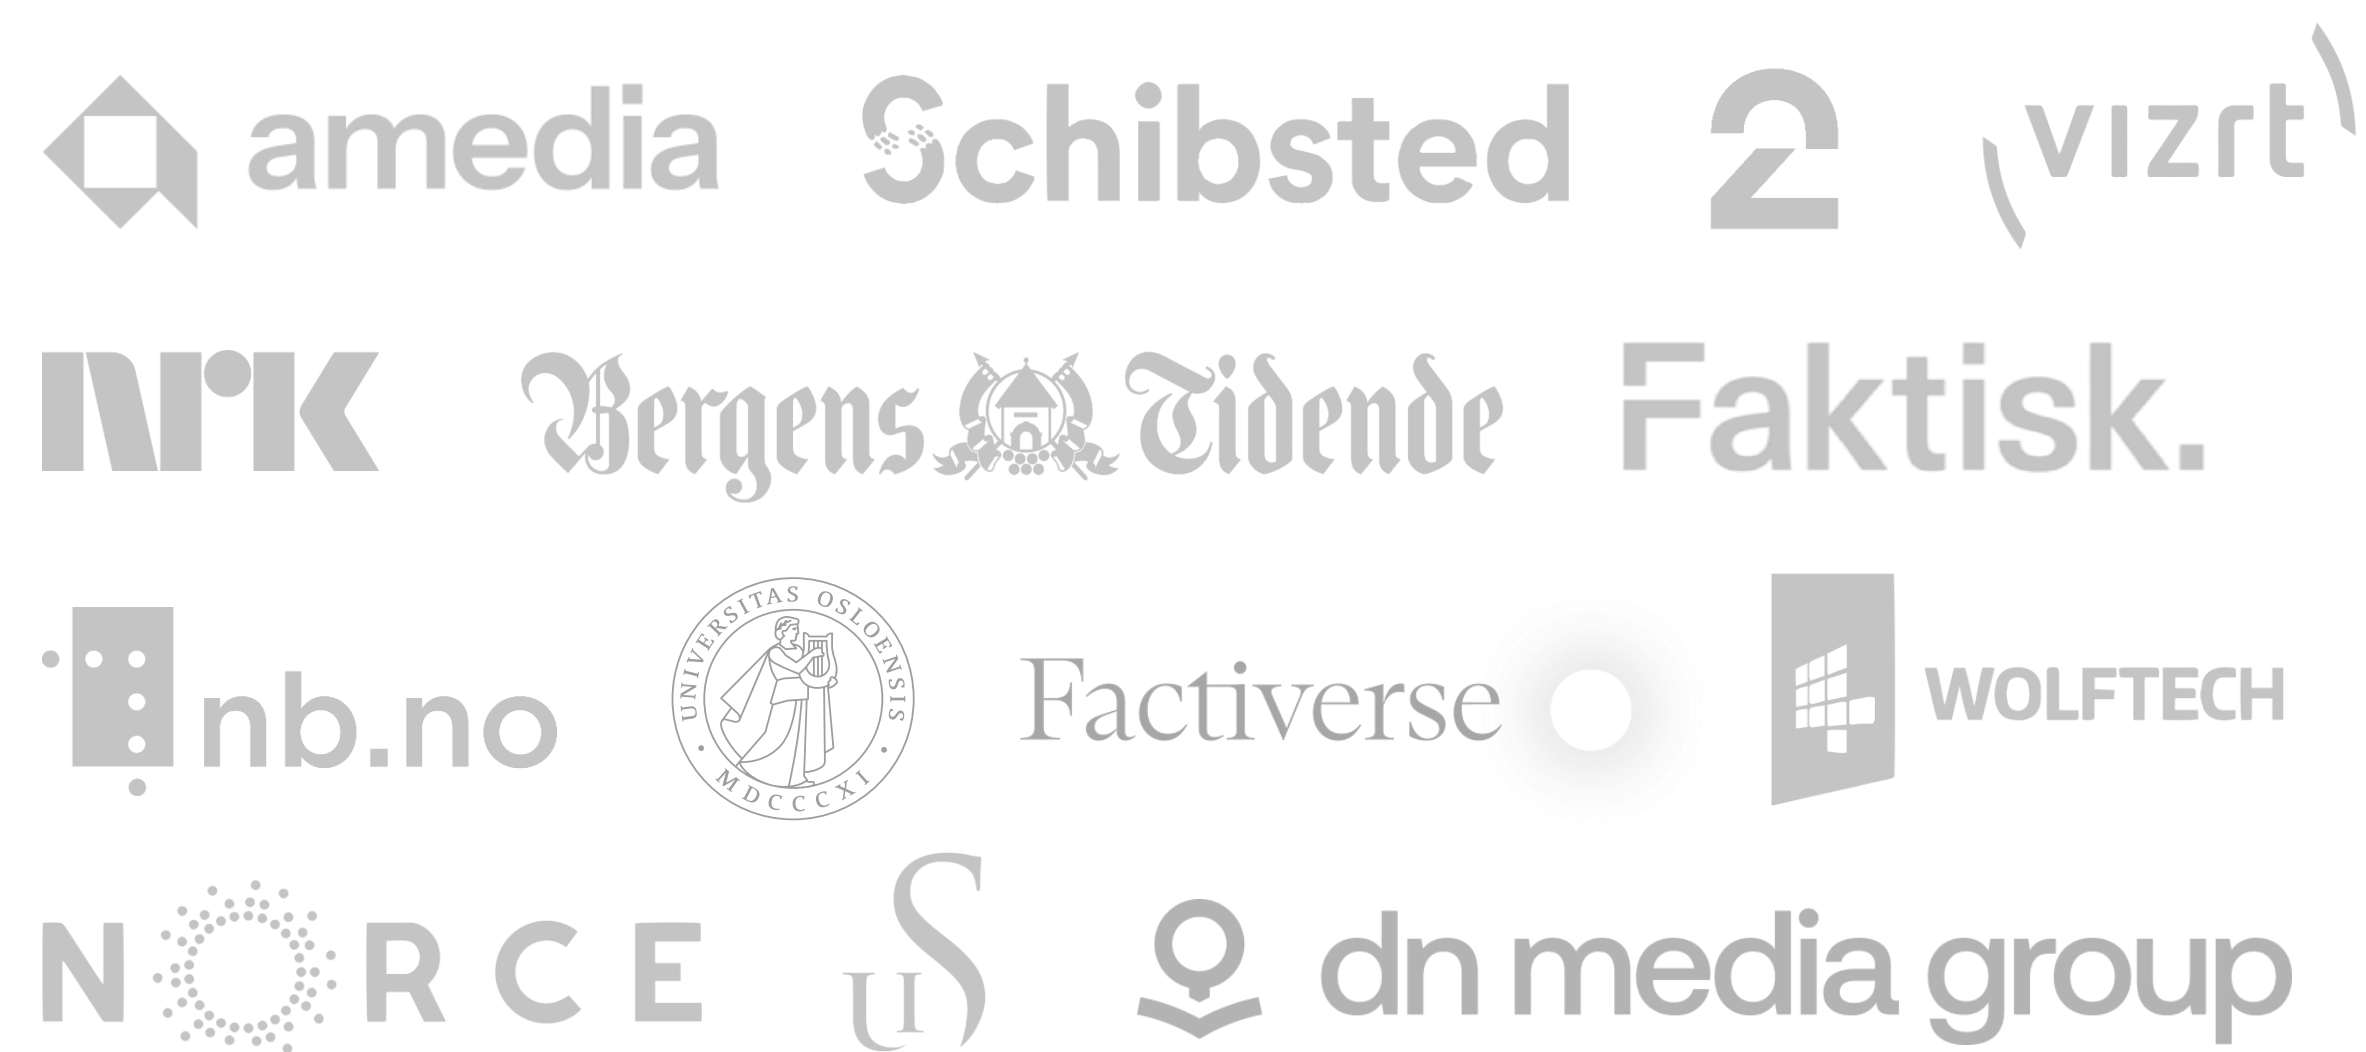 amedia Schibsted 2 vizrt
nrk Bergens Tidende Faktisk.
nb.no UNIVERSITAS OSLOENSIS MDCCCXI Factiverse WOLFTECH
NORCE uS dn media group